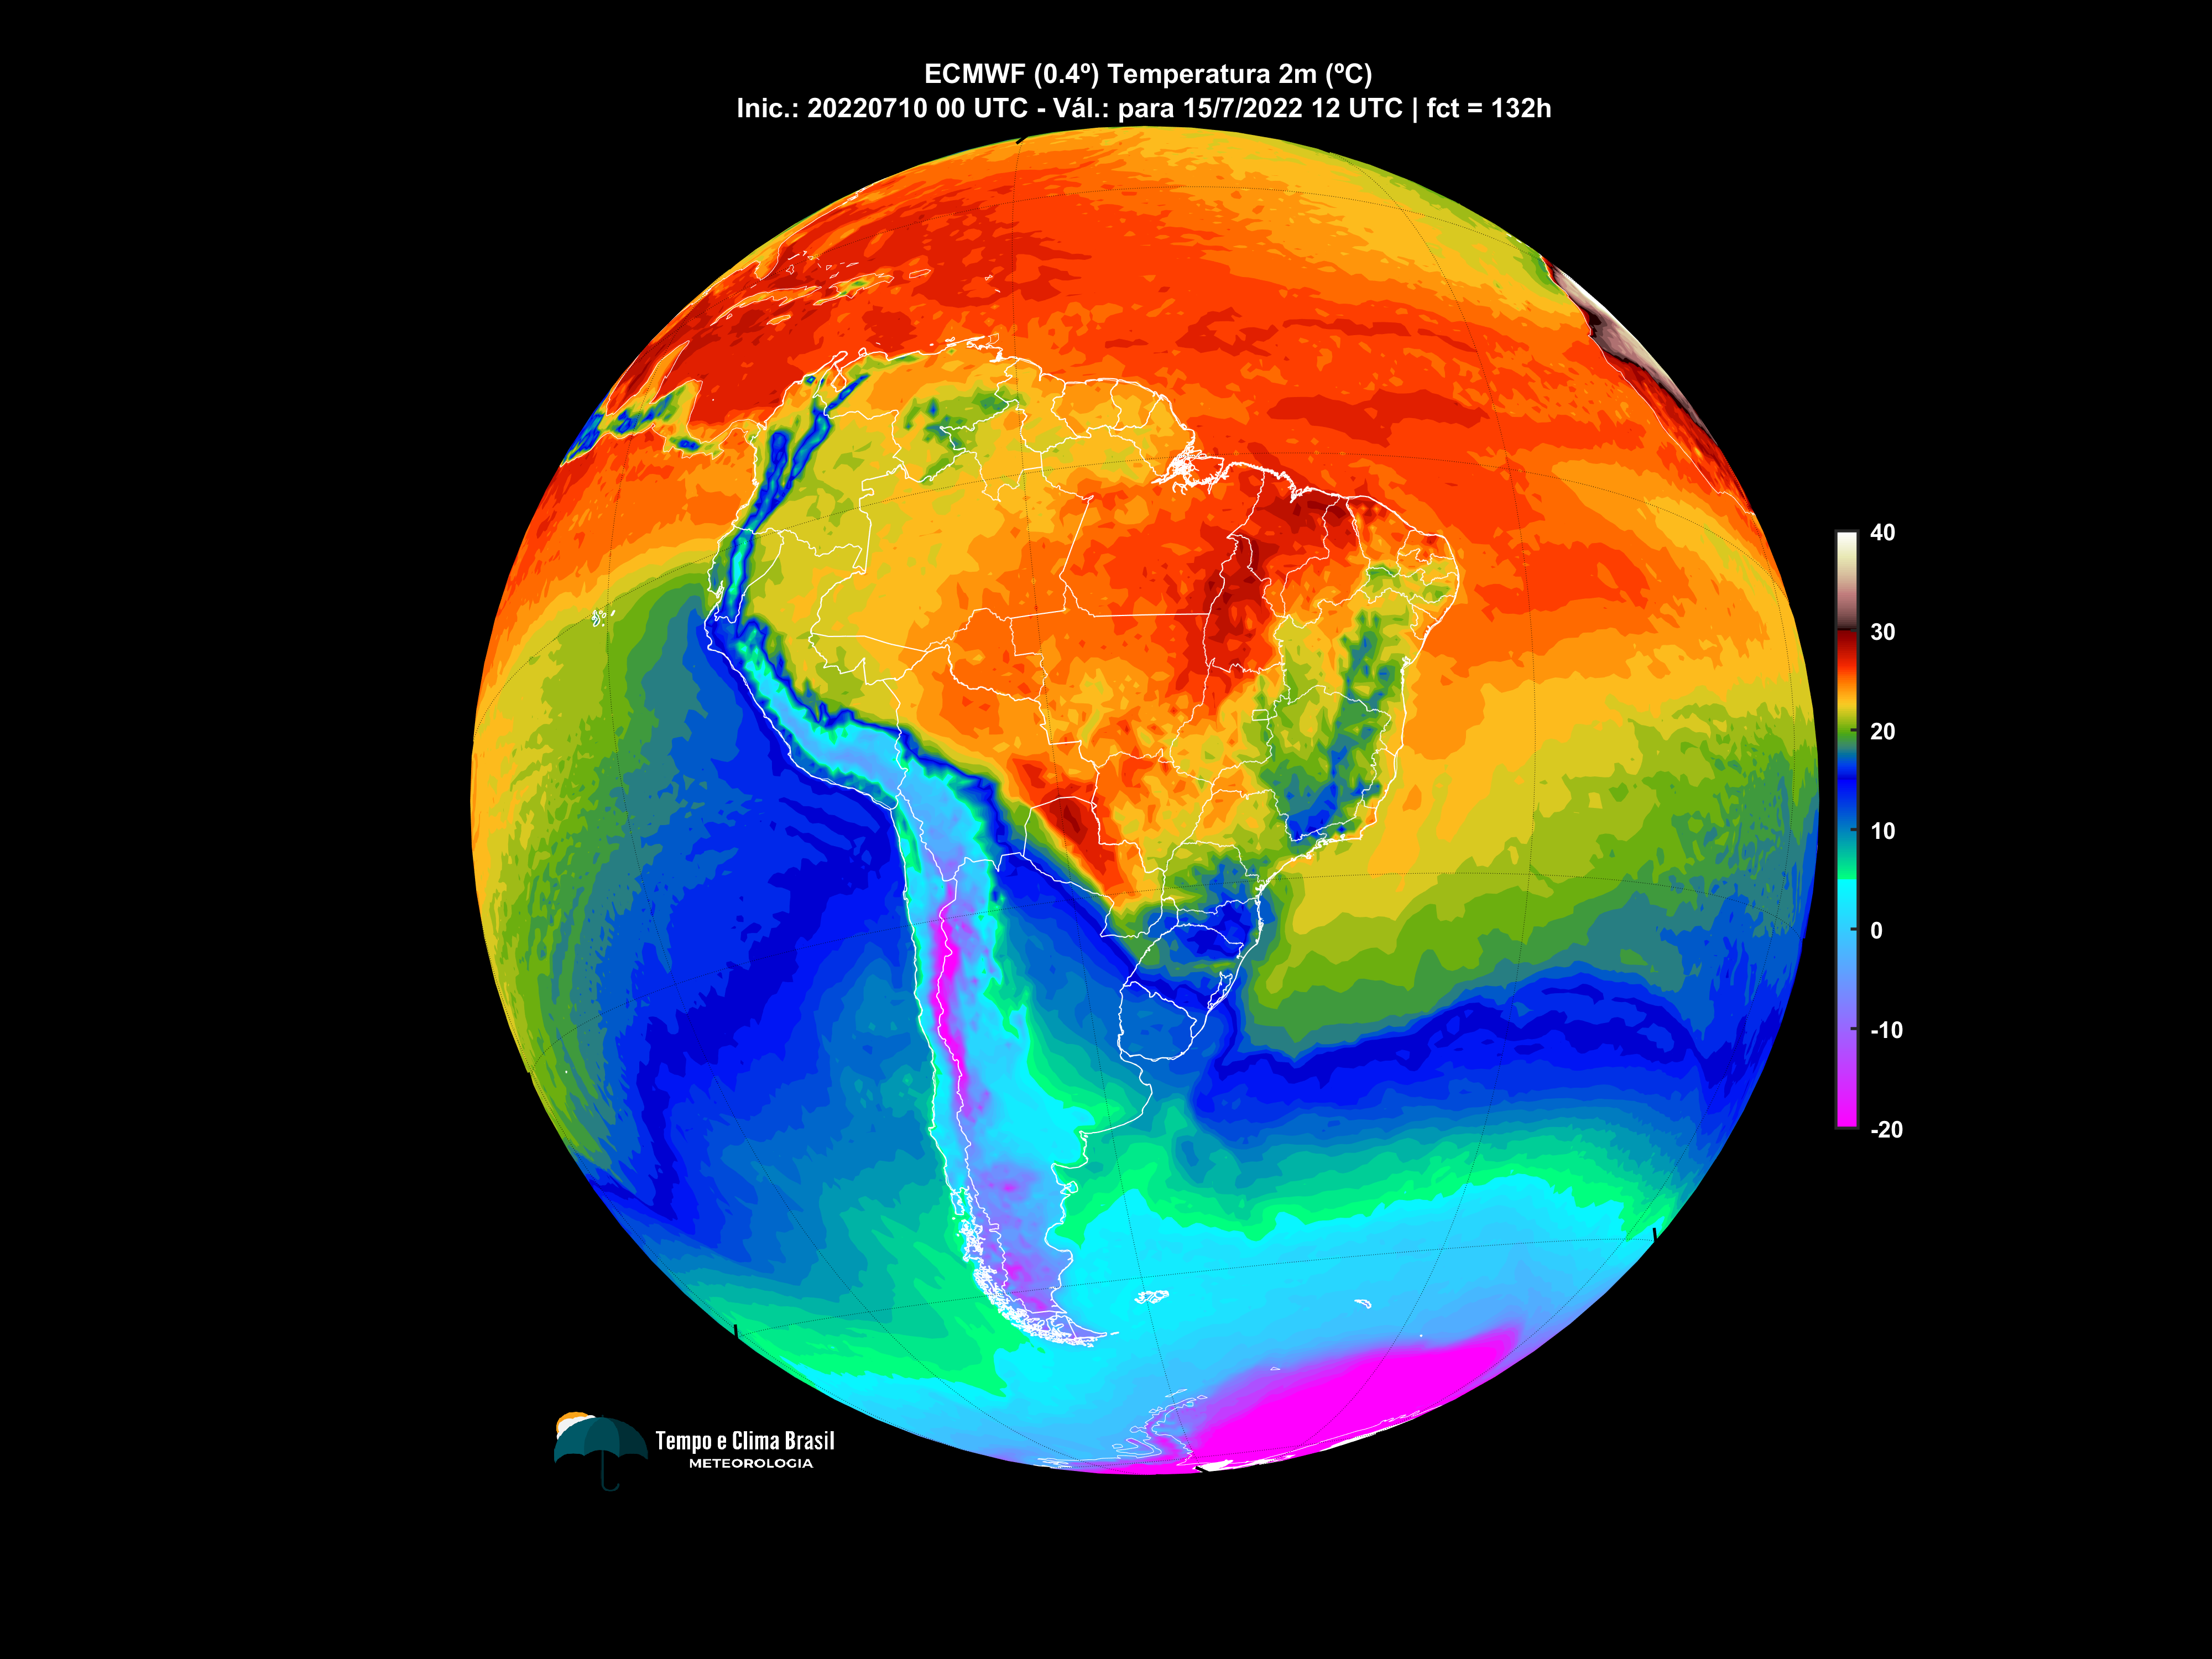 ECMWF (0.4º) Temperatura 2m (ºC)
Inic.: 20220710 00 UTC - Vál.: para 15/7/2022 12 UTC | fct = 132h
40
30
20
10
0
-10
-20
Tempo e Clima Brasil
METEOROLOGIA